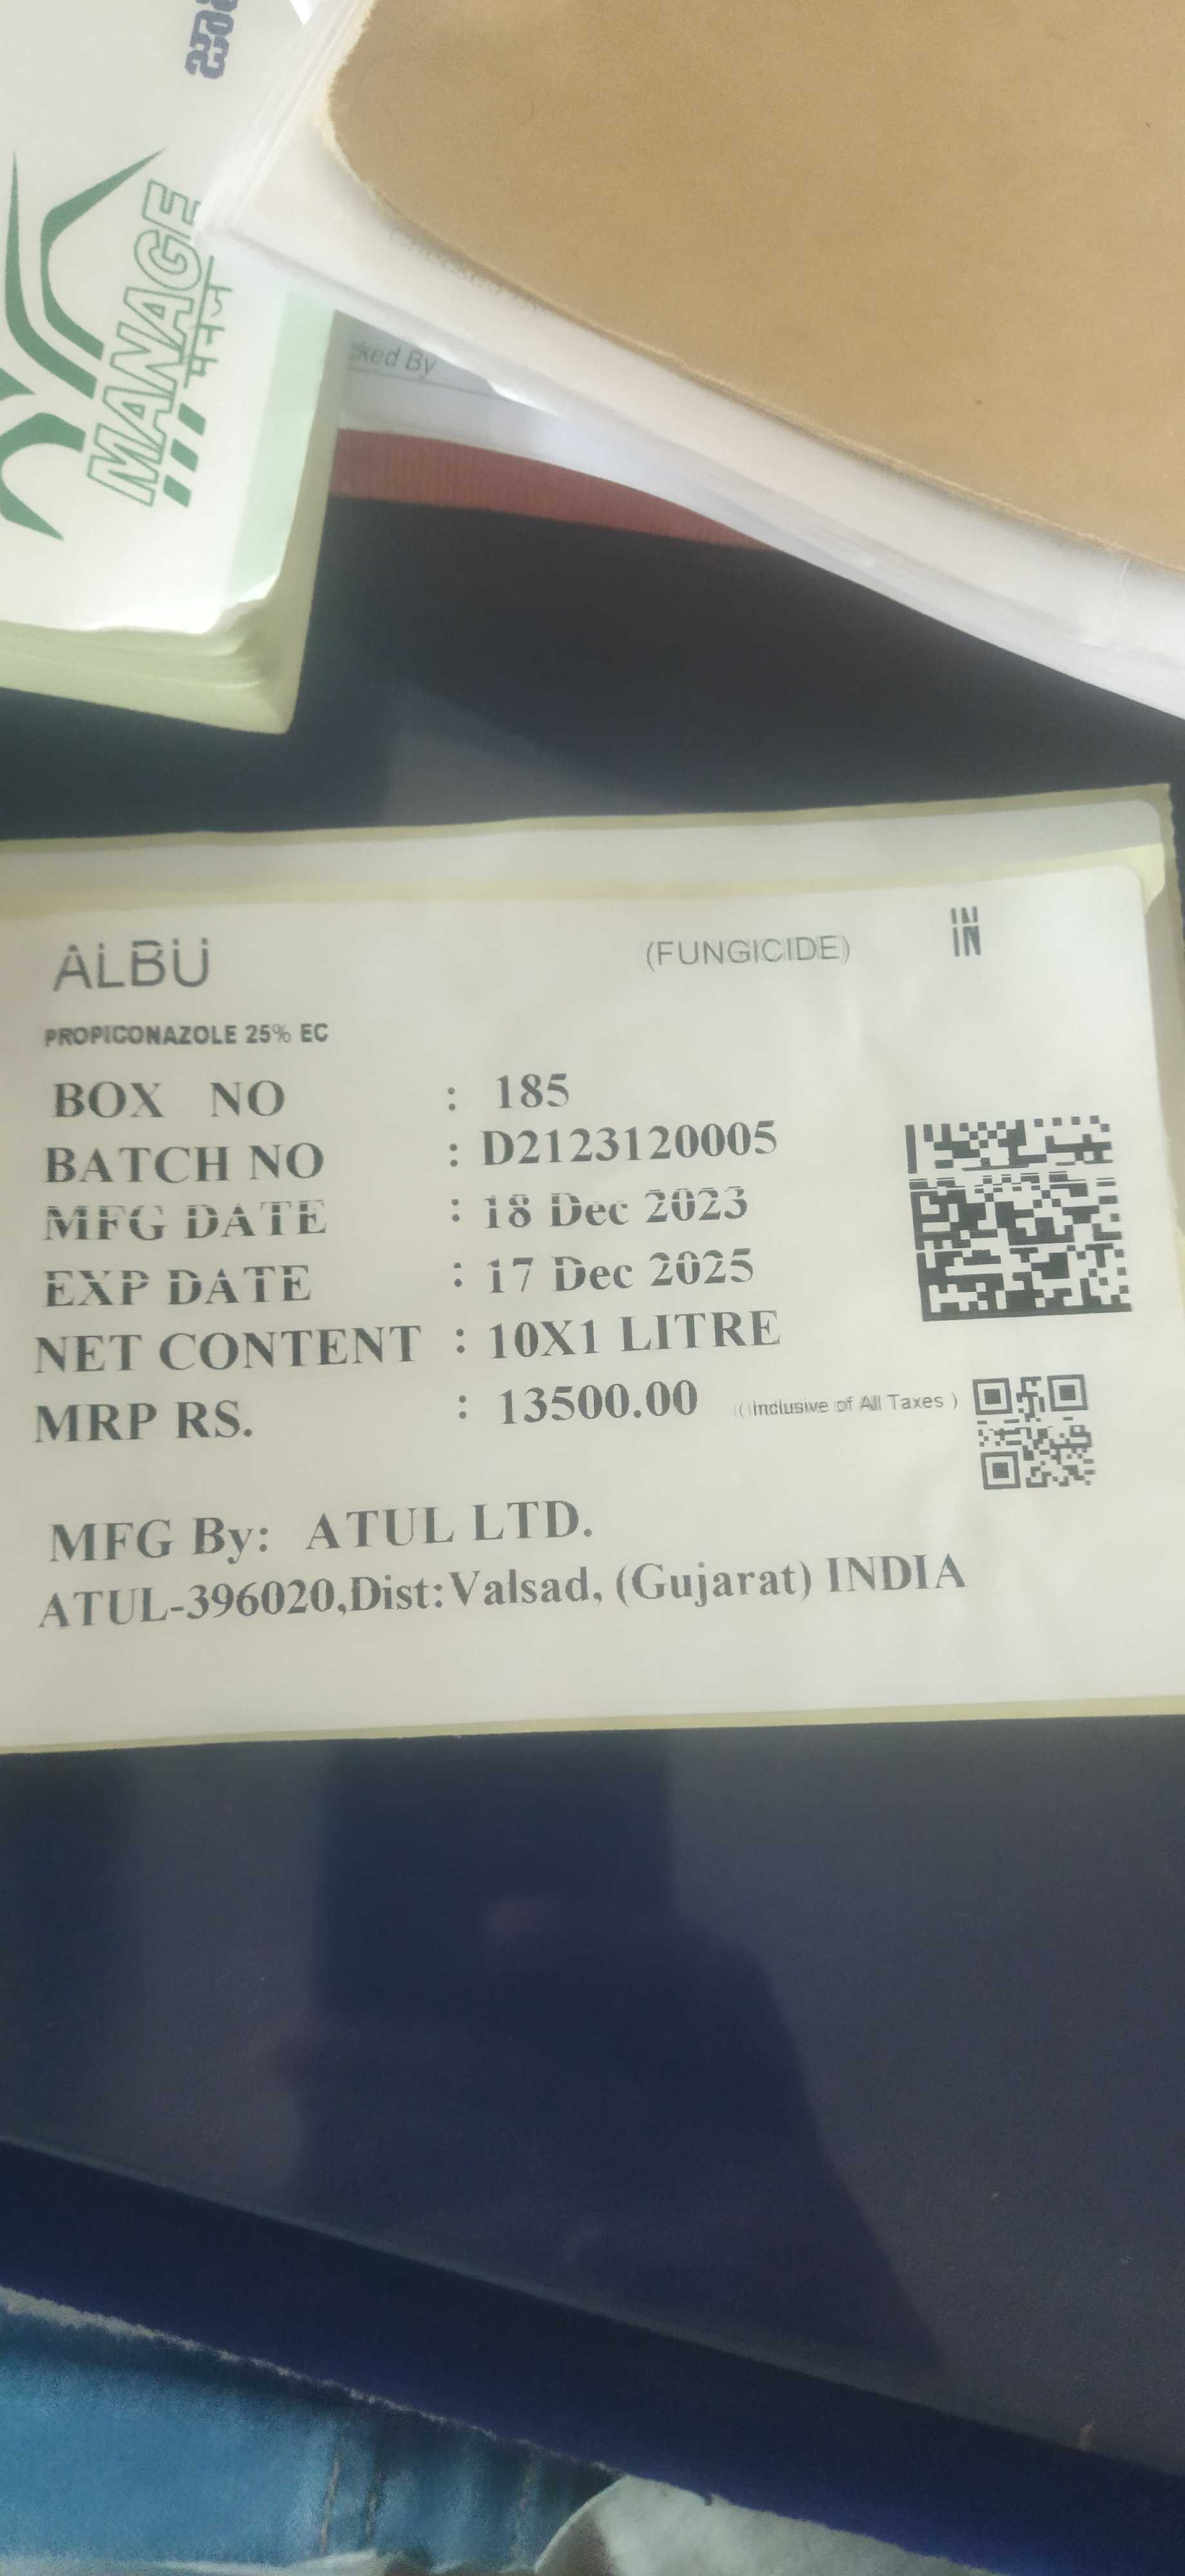 MANAGE
मैनेज
ked By
ALBU
(FUNGICIDE)
IN
PROPICONAZOLE 25% EC
BOX NO : 185
BATCH NO : D2123120005
MFG DATE : 18 Dec 2023
EXP DATE : 17 Dec 2025
NET CONTENT : 10X1 LITRE
MRP RS. : 13500.00 (Inclusive of All Taxes )
MFG By: ATUL LTD.
ATUL-396020,Dist:Valsad, (Gujarat) INDIA